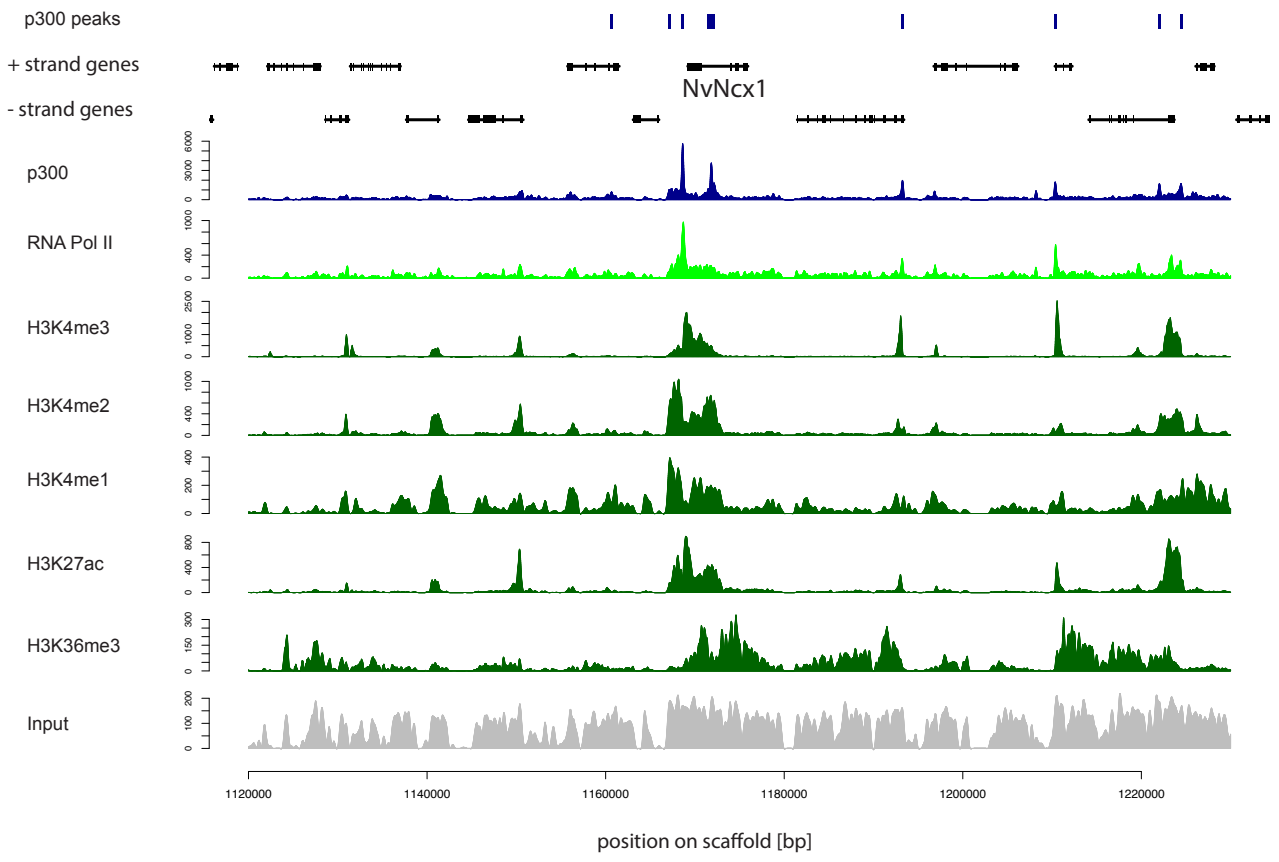 p300 peaks
+ strand genes
NvNcx1
- strand genes
p300
0 3000 6000
RNA Pol II
0 400 1000
H3K4me3
0 1000 2500
H3K4me2
0 400 1000
H3K4me1
0 200 400
H3K27ac
0 400 800
H3K36me3
0 150 300
Input
0 100 200
1120000 1140000 1160000 1180000 1200000 1220000
position on scaffold [bp]